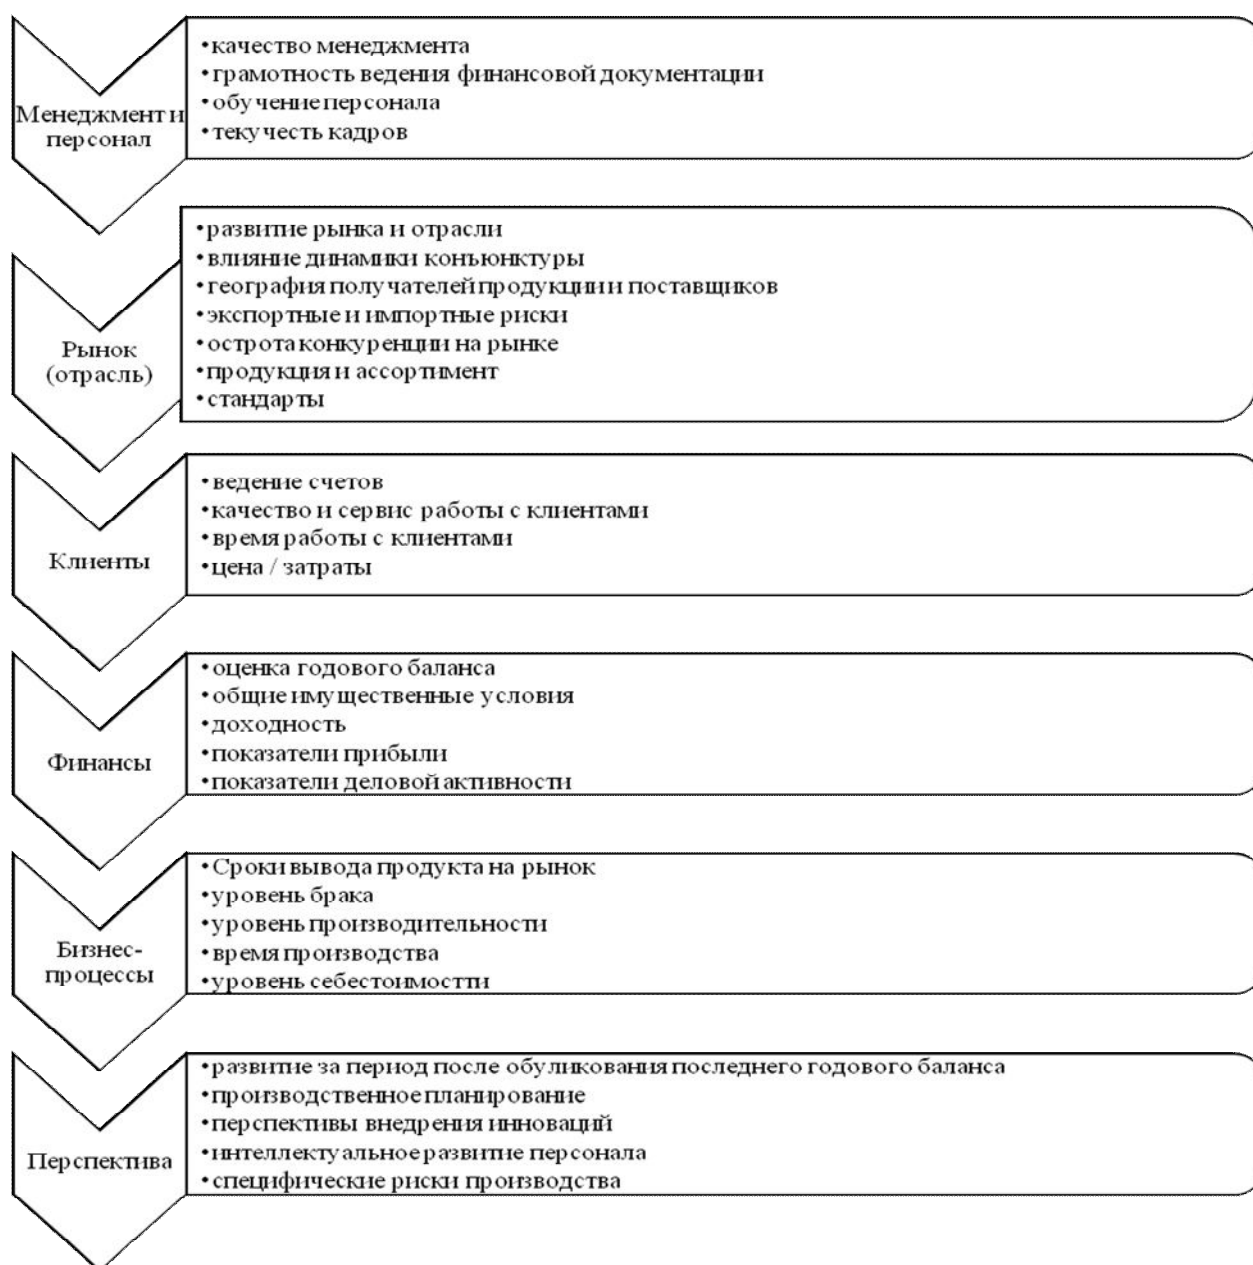 Менеджмент и
персонал
•качество менеджмента
•грамотность ведения финансовой документации
•обучение персонала
•текучесть кадров
Рынок
(отрасль)
•развитие рынка и отрасли
•влияние динамики конъюнктуры
•география получателей продукции и поставщиков
•экспортные и импортные риски
•острота конкуренции на рынке
•продукция и ассортимент
•стандарты
Клиенты
•ведение счетов
•качество и сервис работы с клиентами
•время работы с клиентами
•цена / затраты
Финансы
•оценка годового баланса
•общие имущественные условия
•доходность
•показатели прибыли
•показатели деловой активности
Бизнес-
процессы
•Сроки вывода продукта на рынок
•уровень брака
•уровень производительности
•время производства
•уровень себестоимостти
Перспектива
•развитие за период после обуликования последнего годового баланса
•производственное планирование
•перспективы внедрения инноваций
•интеллектуальное развитие персонала
•специфические риски производства